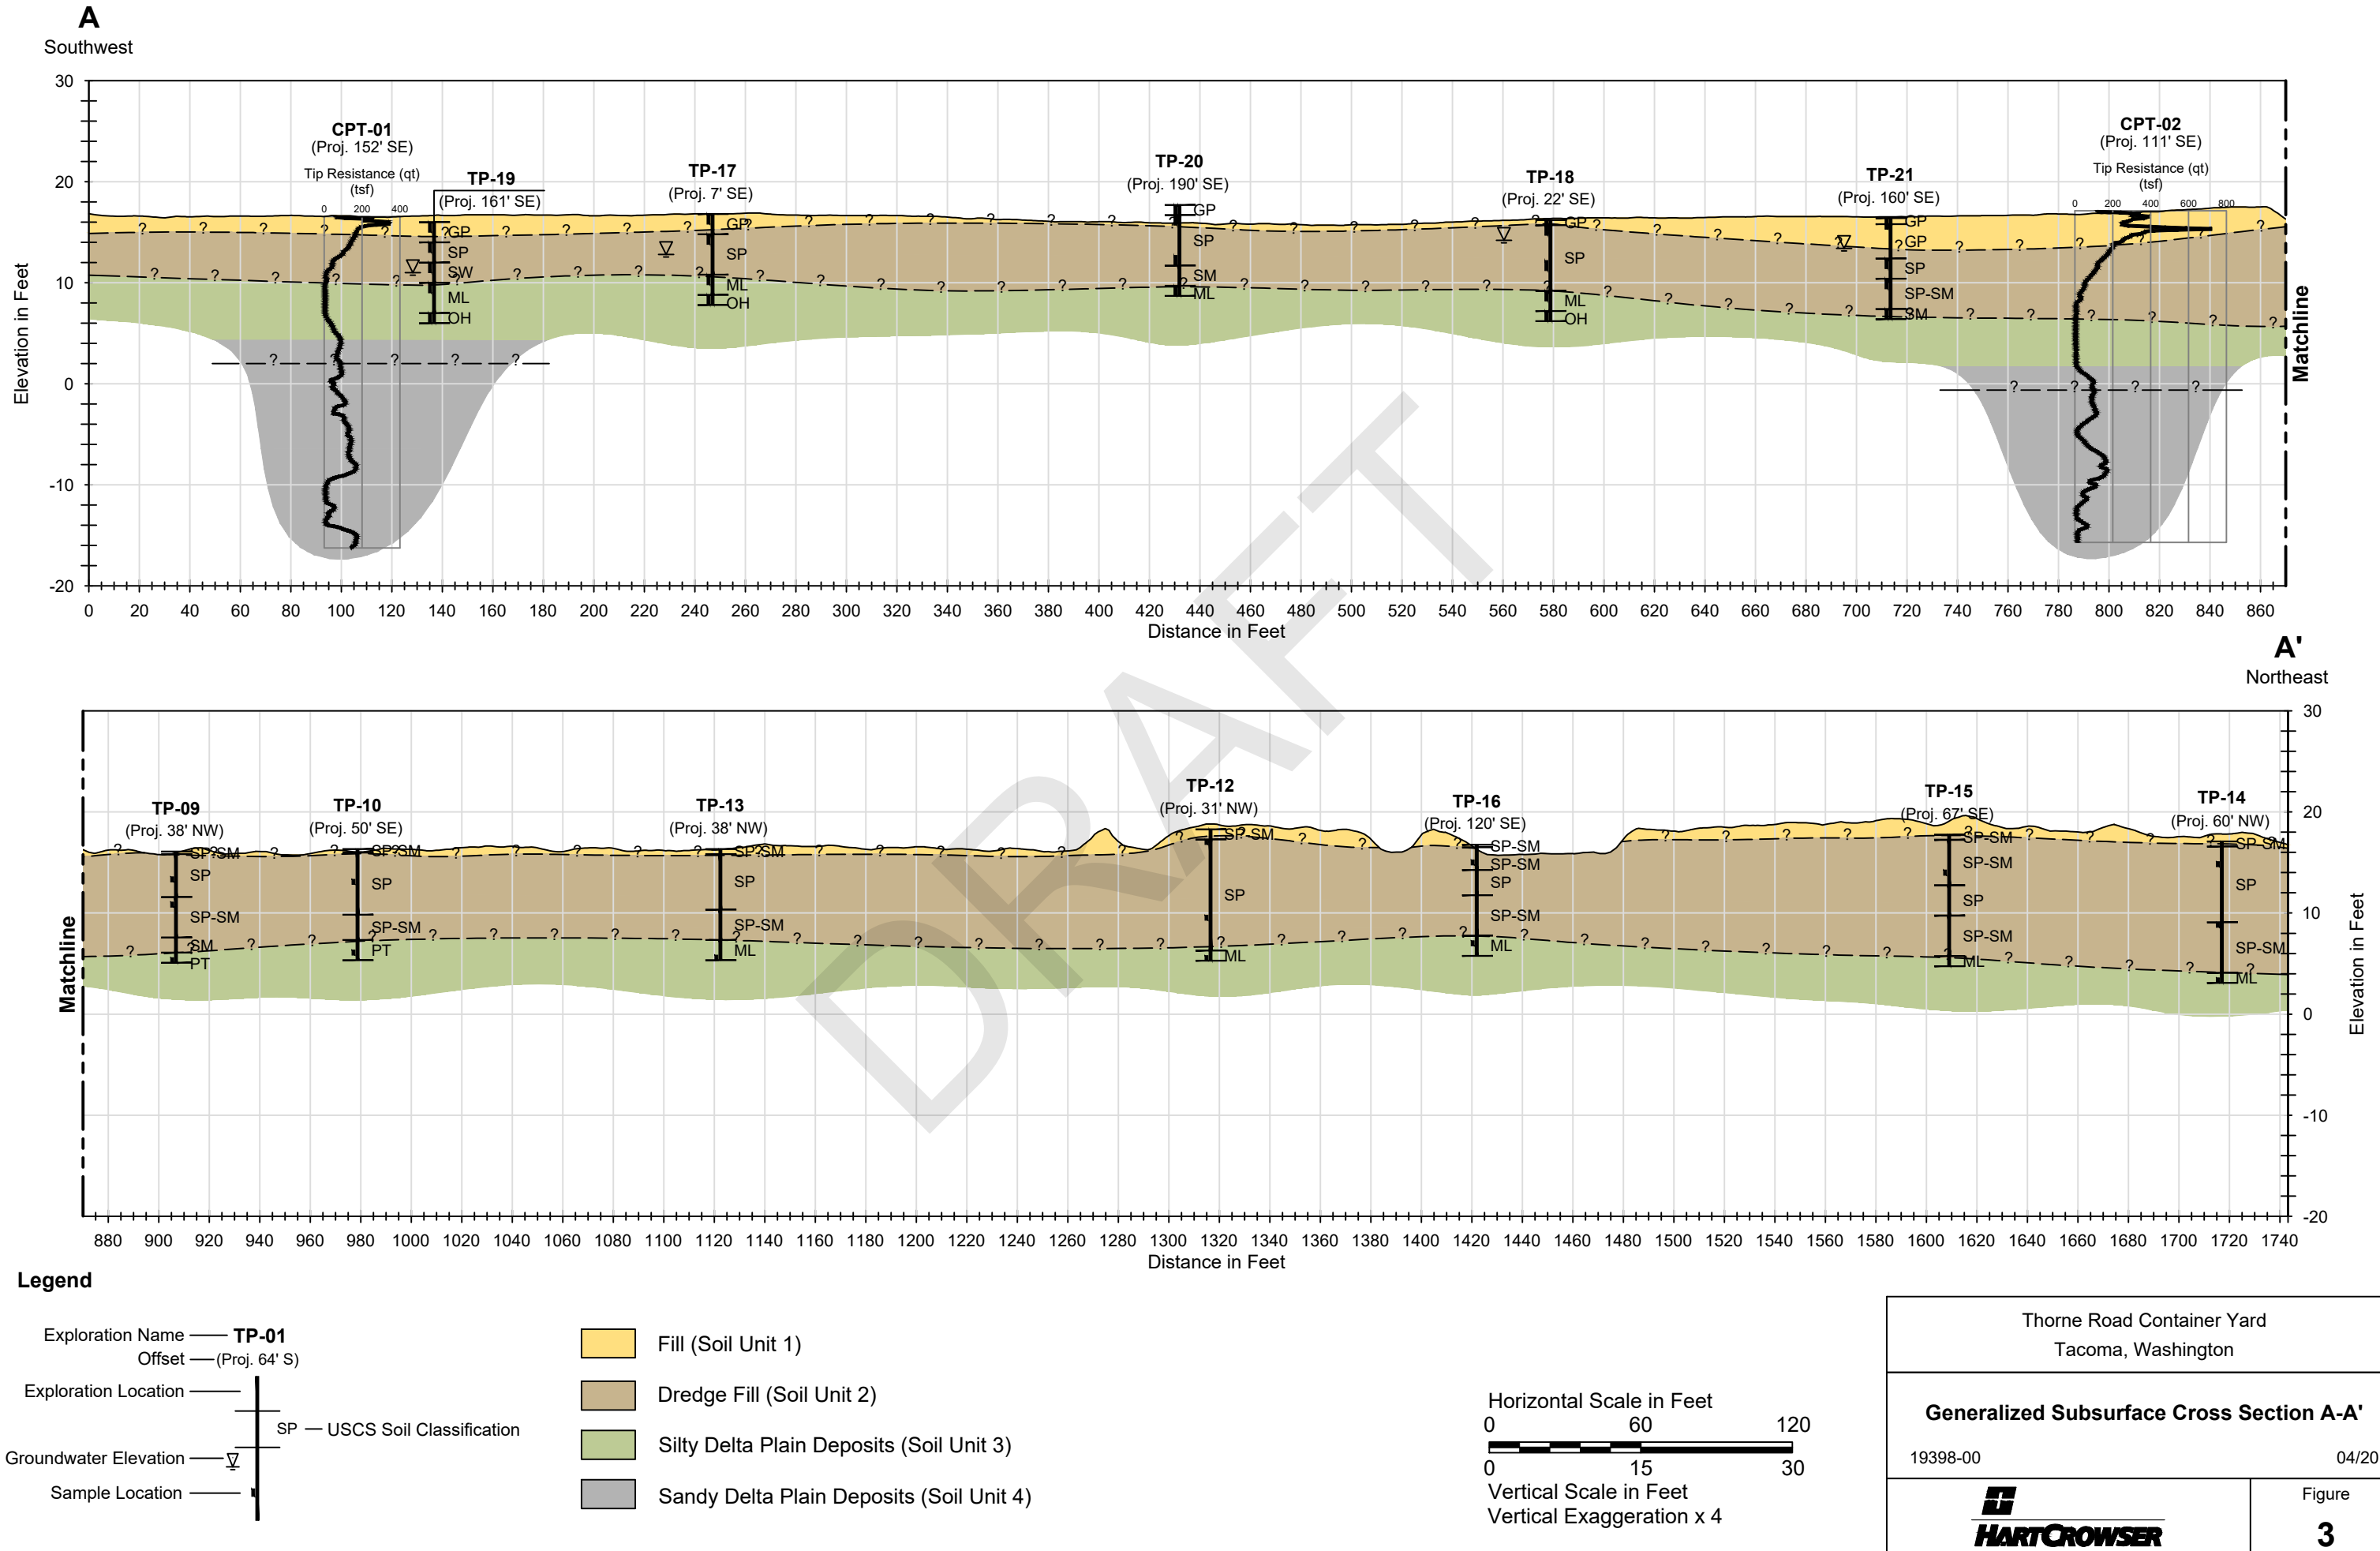 A
Southwest
30
20
10
0
-10
-20
Elevation in Feet
CPT-01
(Proj. 152' SE)
Tip Resistance (qt)
(tsf)
0 200 400
TP-19
(Proj. 161' SE)
GP
SP
SW
ML
OH
TP-17
(Proj. 7' SE)
GP
SP
ML
OH
TP-20
(Proj. 190' SE)
GP
SP
SM
ML
TP-18
(Proj. 22' SE)
GP
SP
ML
OH
TP-21
(Proj. 160' SE)
GP
GP
SP
SP-SM
SM
CPT-02
(Proj. 111' SE)
Tip Resistance (qt)
(tsf)
0 200 400 600 800
Matchline
0 20 40 60 80 100 120 140 160 180 200 220 240 260 280 300 320 340 360 380 400 420 440 460 480 500 520 540 560 580 600 620 640 660 680 700 720 740 760 780 800 820 840 860
Distance in Feet
A'
Northeast
DRAFT
Matchline
TP-09
(Proj. 38' NW)
SP-SM
SP
SP-SM
SM
PT
TP-10
(Proj. 50' SE)
SP-SM
SP
SP-SM
PT
TP-13
(Proj. 38' NW)
SP-SM
SP
SP-SM
ML
TP-12
(Proj. 31' NW)
SP-SM
SP
ML
TP-16
(Proj. 120' SE)
SP-SM
SP-SM
SP
SP-SM
ML
TP-15
(Proj. 67' SE)
SP-SM
SP-SM
SP
SP-SM
ML
TP-14
(Proj. 60' NW)
SP-SM
SP
SP-SM
ML
30
20
10
0
-10
-20
Elevation in Feet
880 900 920 940 960 980 1000 1020 1040 1060 1080 1100 1120 1140 1160 1180 1200 1220 1240 1260 1280 1300 1320 1340 1360 1380 1400 1420 1440 1460 1480 1500 1520 1540 1560 1580 1600 1620 1640 1660 1680 1700 1720 1740
Distance in Feet
Legend
Exploration Name
TP-01
Offset
(Proj. 64' S)
Exploration Location
SP
USCS Soil Classification
Groundwater Elevation
Sample Location
Fill (Soil Unit 1)
Dredge Fill (Soil Unit 2)
Silty Delta Plain Deposits (Soil Unit 3)
Sandy Delta Plain Deposits (Soil Unit 4)
Horizontal Scale in Feet
0 60 120
0 15 30
Vertical Scale in Feet
Vertical Exaggeration x 4
Thorne Road Container Yard
Tacoma, Washington
Generalized Subsurface Cross Section A-A'
19398-00 04/20
HARTCROWSER
Figure
3